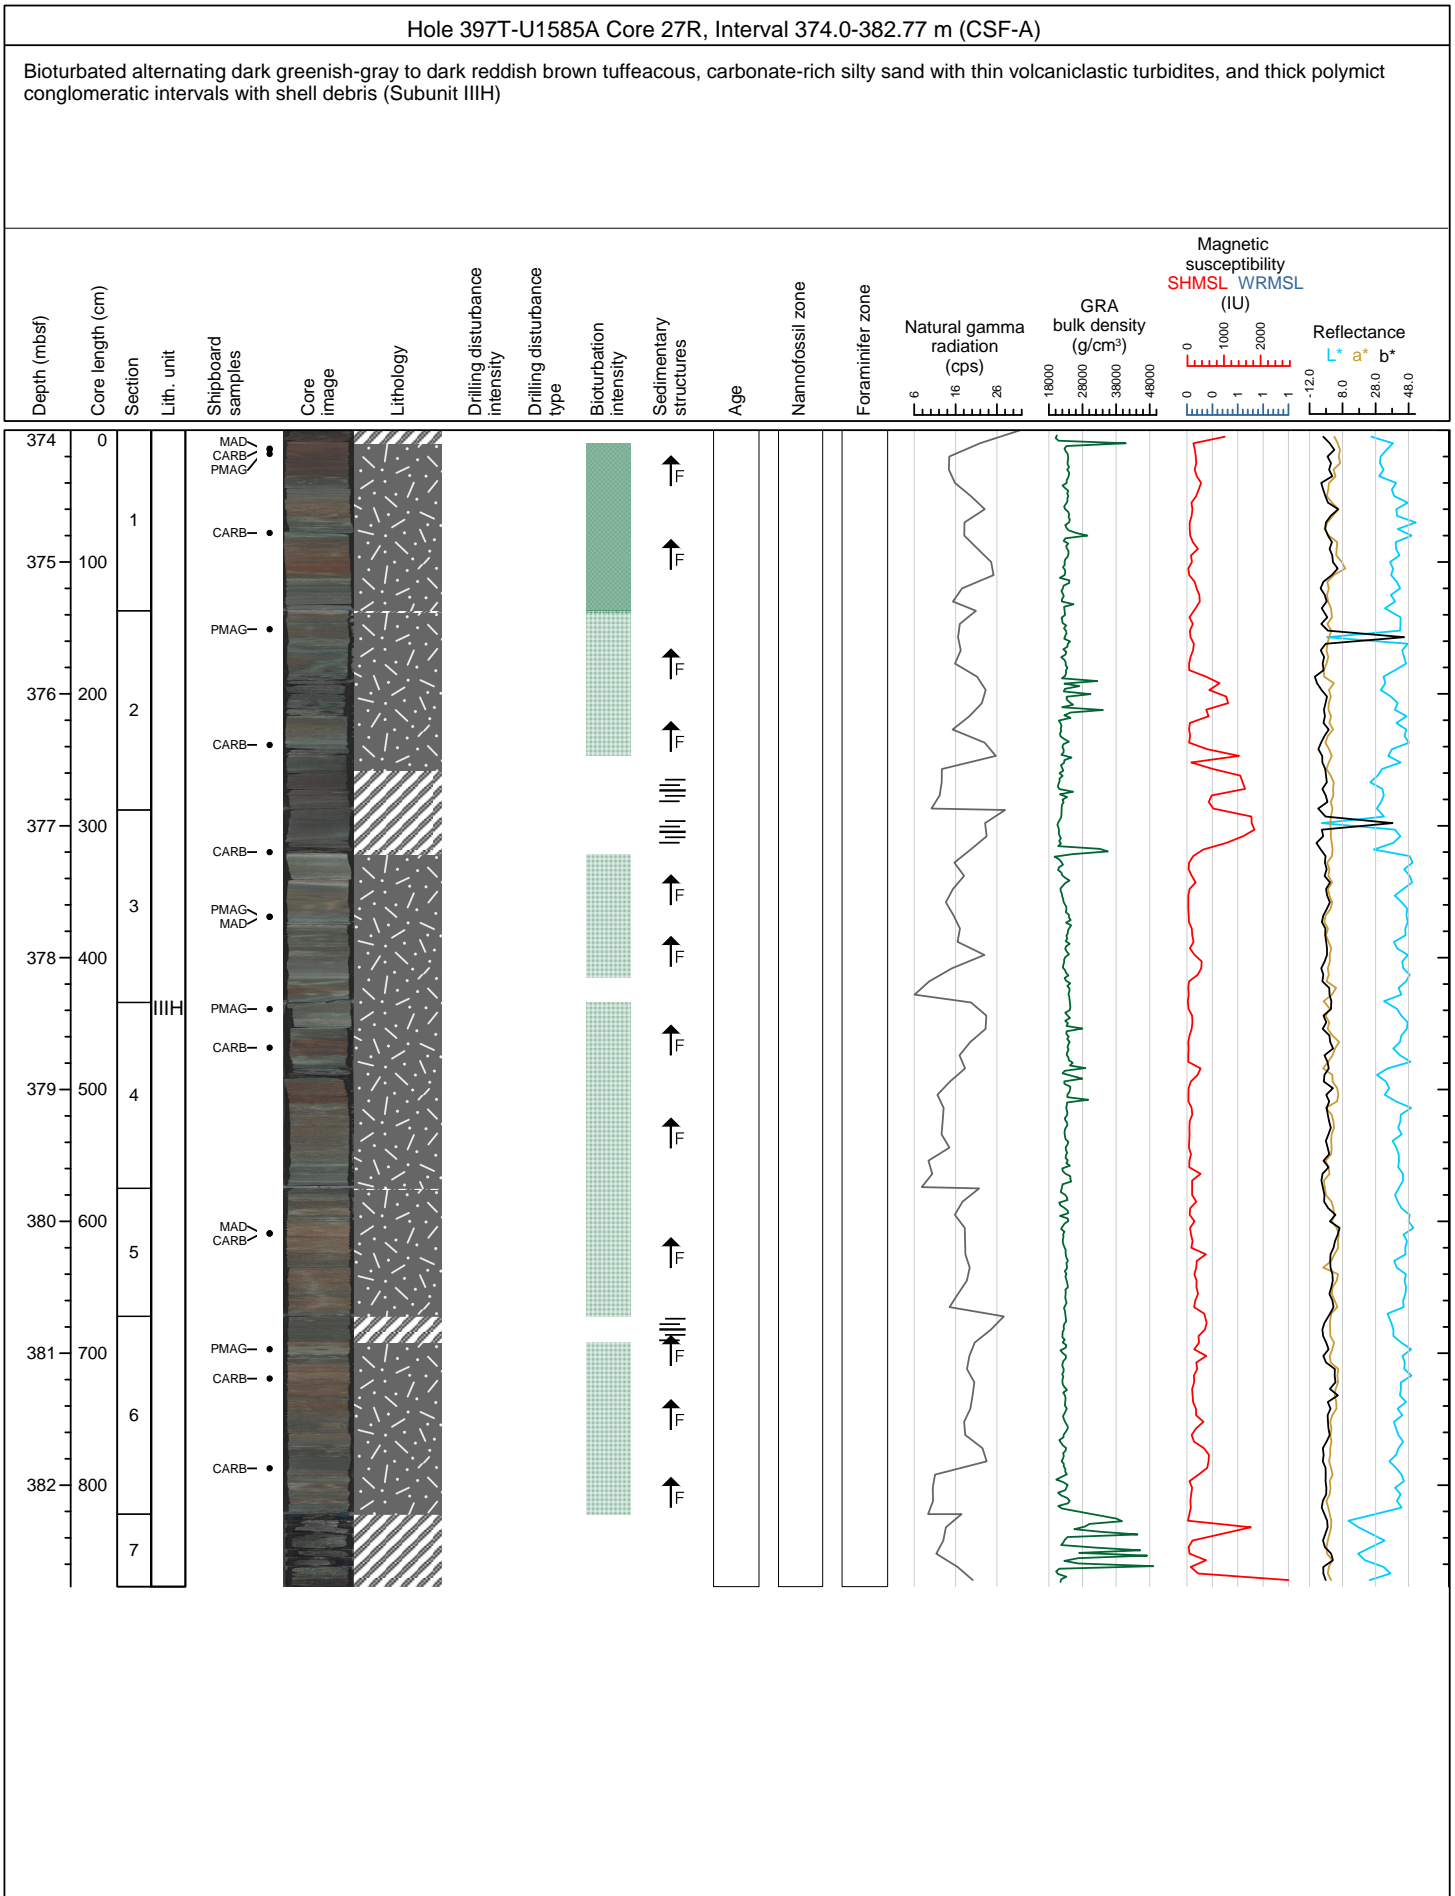 Hole 397T-U1585A Core 27R, Interval 374.0-382.77 m (CSF-A)
Bioturbated alternating dark greenish-gray to dark reddish brown tuffeacous, carbonate-rich silty sand with thin volcaniclastic turbidites, and thick polymict
conglomeratic intervals with shell debris (Subunit IIIH)
Depth (mbsf)
Core length (cm)
Section
Lith. unit
Shipboard
samples
Core
image
Lithology
Drilling disturbance
intensity
Drilling disturbance
type
Bioturbation
intensity
Sedimentary
structures
Age
Nannofossil zone
Foraminifer zone
Natural gamma
radiation
(cps)
6 16 26
GRA
bulk density
(g/cm³)
18000 28000 38000 48000
Magnetic
susceptibility
SHMSL WRMSL
(IU)
0 1000 2000
0 0 1 1 1
Reflectance
L* a* b*
-12.0 8.0 28.0 48.0
374 0
MAD
CARB
PMAG
F
1
CARB
F
375 100
PMAG
F
376 200
2
F
CARB
377 300
CARB
F
3
PMAG
MAD
F
378 400
IIIH
PMAG
F
CARB
379 500
4
F
380 600
MAD
CARB
5
F
381 700
PMAG
F
CARB
6
F
CARB
382 800
F
7